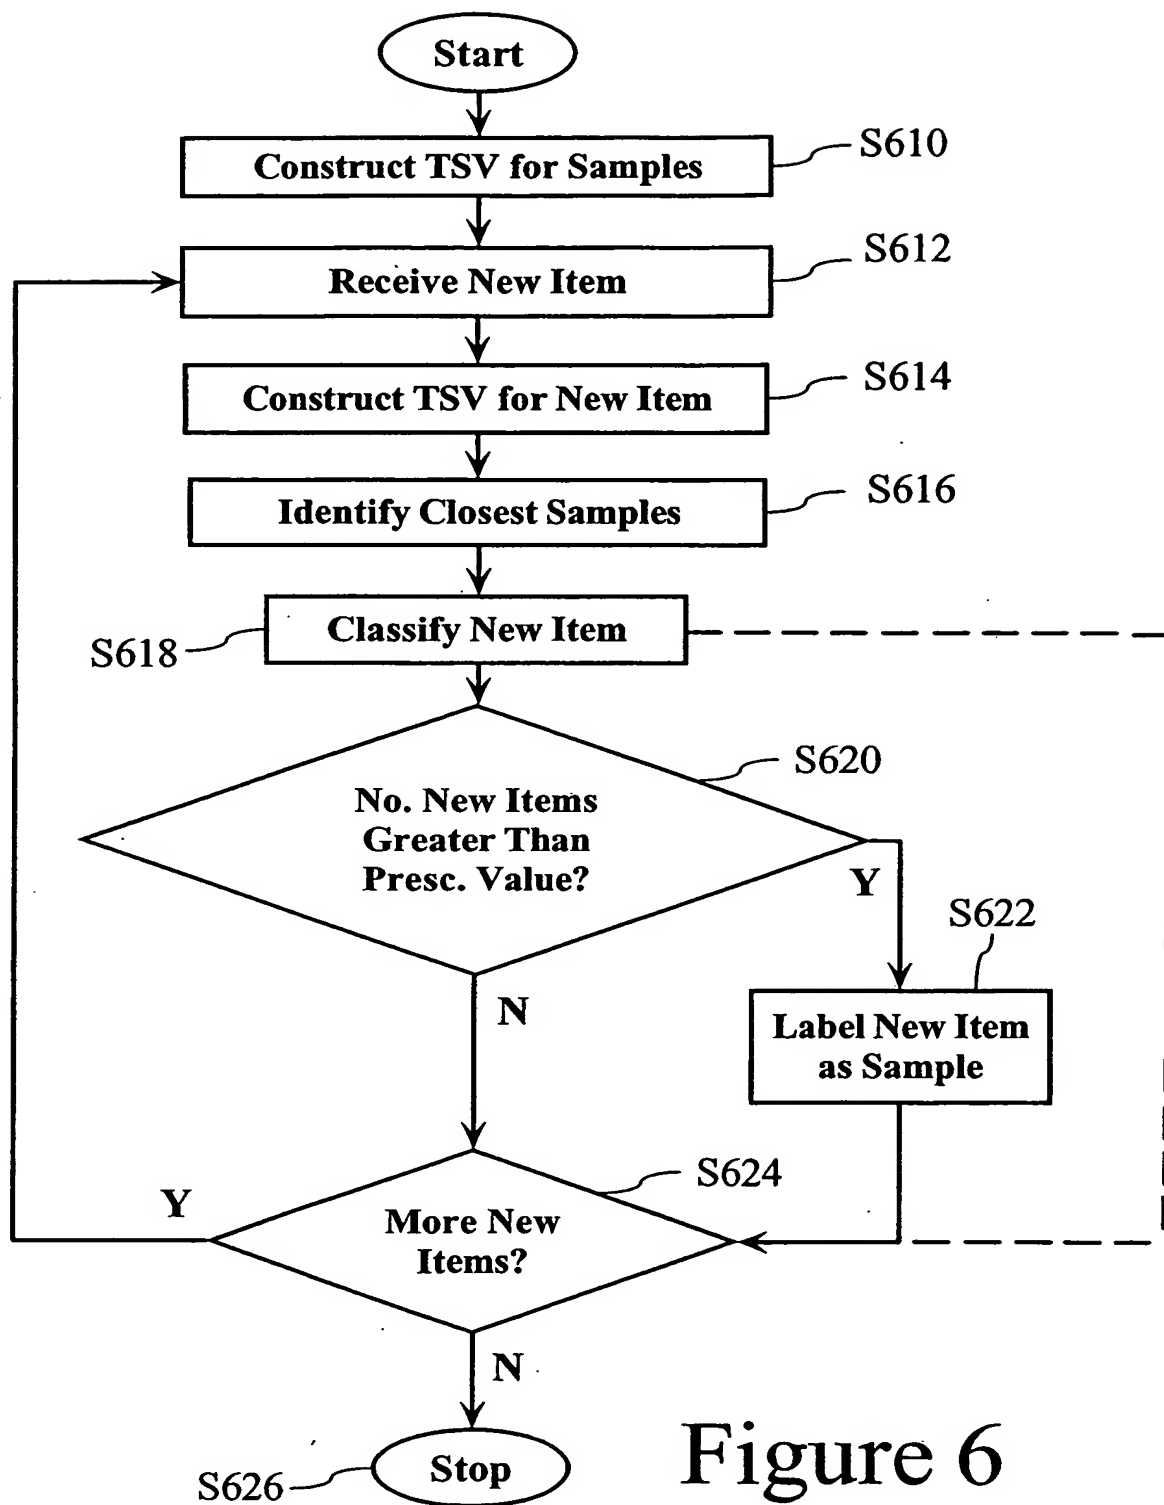 Start
Construct TSV for Samples
S610
Receive New Item
S612
Construct TSV for New Item
S614
Identify Closest Samples
S616
Classify New Item
S618
No. New Items
Greater Than
Presc. Value?
S620
Y
S622
N
Label New Item
as Sample
S624
Y
More New
Items?
N
Stop
S626
Figure 6